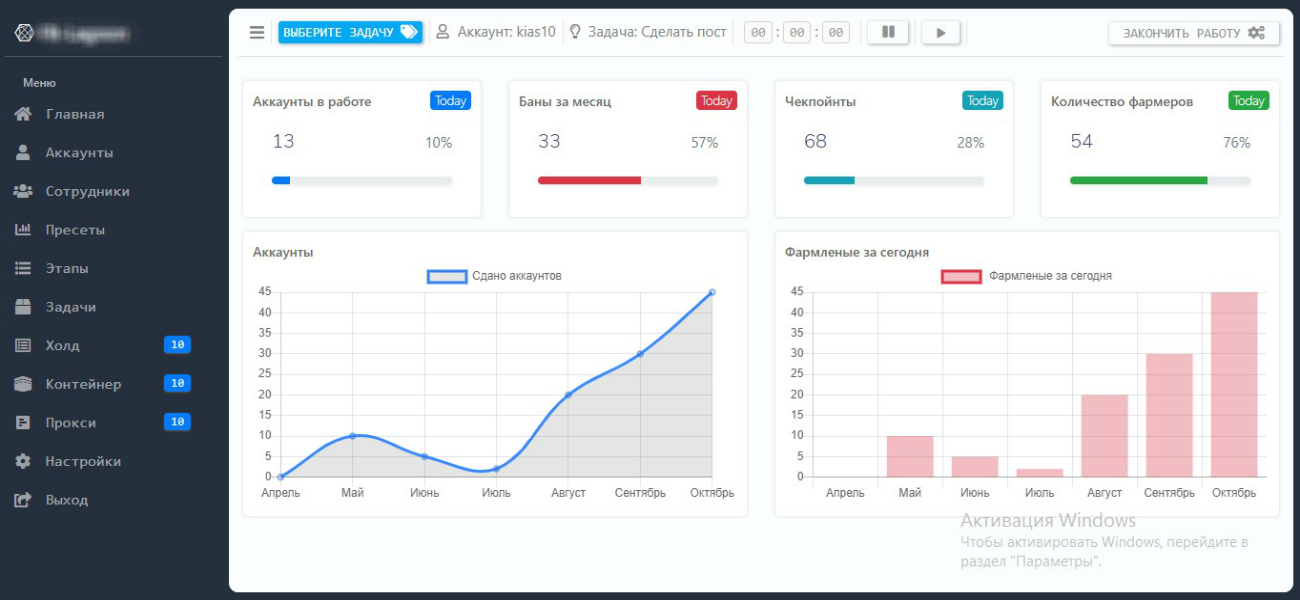 Меню
Главная
Аккаунты
Сотрудники
Пресеты
Этапы
Задачи
Холд 10
Контейнер 10
Прокси 10
Настройки
Выход
ВЫБЕРИТЕ ЗАДАЧУ Аккаунт: kias10 Задача: Сделать пост 00 : 00 : 00 ЗАКОНЧИТЬ РАБОТУ
Аккаунты в работе Today
13 10%
Баны за месяц Today
33 57%
Чекпойнты Today
68 28%
Количество фармеров Today
54 76%
Аккаунты
Сдано аккаунтов
45
40
35
30
25
20
15
10
5
0
Апрель Май Июнь Июль Август Сентябрь Октябрь
Фармленые за сегодня
Фармленые за сегодня
45
40
35
30
25
20
15
10
5
0
Апрель Май Июнь Июль Август Сентябрь Октябрь
Активация Windows
Чтобы активировать Windows, перейдите в
раздел "Параметры".